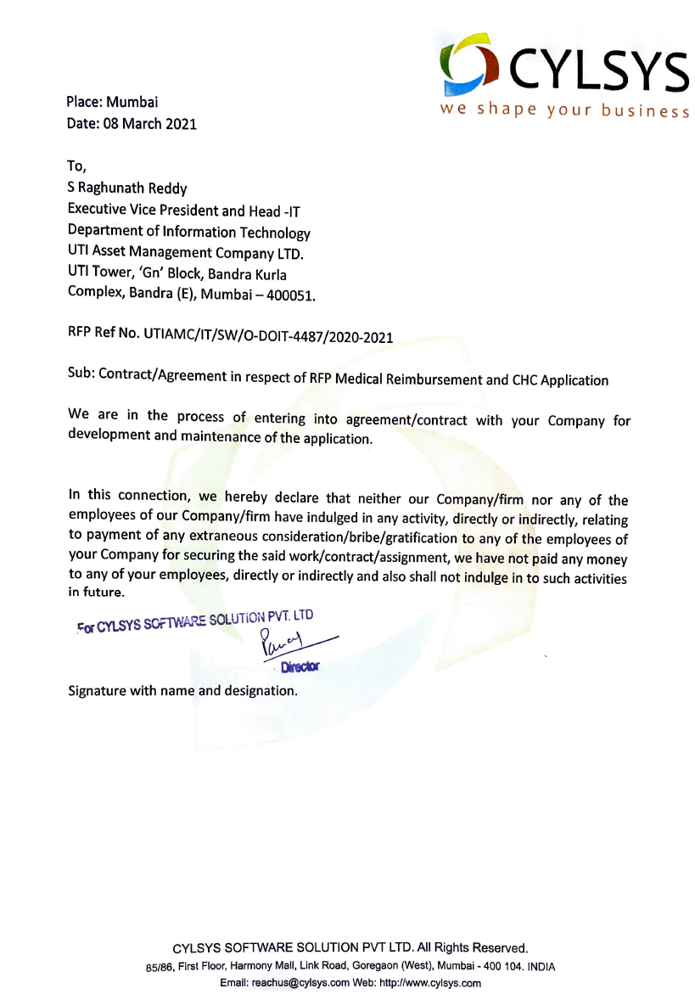 CYLSYS
we shape your business
Place: Mumbai
Date: 08 March 2021
To,
S Raghunath Reddy
Executive Vice President and Head -IT
Department of Information Technology
UTI Asset Management Company LTD.
UTI Tower, ‘Gn’ Block, Bandra Kurla
Complex, Bandra (E), Mumbai – 400051.
RFP Ref No. UTIAMC/IT/SW/O-DOIT-4487/2020-2021
Sub: Contract/Agreement in respect of RFP Medical Reimbursement and CHC Application
We are in the process of entering into agreement/contract with your Company for
development and maintenance of the application.
In this connection, we hereby declare that neither our Company/firm nor any of the
employees of our Company/firm have indulged in any activity, directly or indirectly, relating
to payment of any extraneous consideration/bribe/gratification to any of the employees of
your Company for securing the said work/contract/assignment, we have not paid any money
to any of your employees, directly or indirectly and also shall not indulge in to such activities
in future.
For CYLSYS SOFTWARE SOLUTION PVT. LTD
Director
Signature with name and designation.
CYLSYS SOFTWARE SOLUTION PVT LTD. All Rights Reserved.
85/86, First Floor, Harmony Mall, Link Road, Goregaon (West), Mumbai - 400 104. INDIA
Email: reachus@cylsys.com Web: http://www.cylsys.com